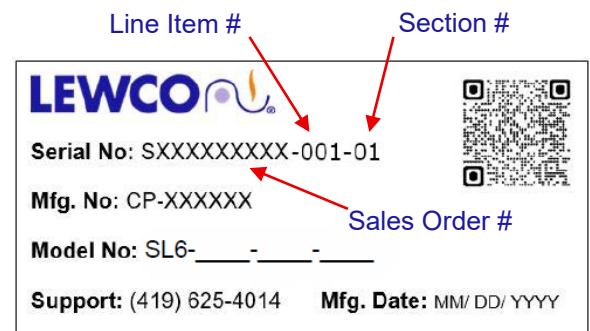 Line Item # Section #
LEWCO ®
Serial No: SXXXXXXXXX-001-01
Mfg. No: CP-XXXXXX
Sales Order #
Model No: SL6-____-____-____
Support: (419) 625-4014 Mfg. Date: MM/ DD/ YYYY